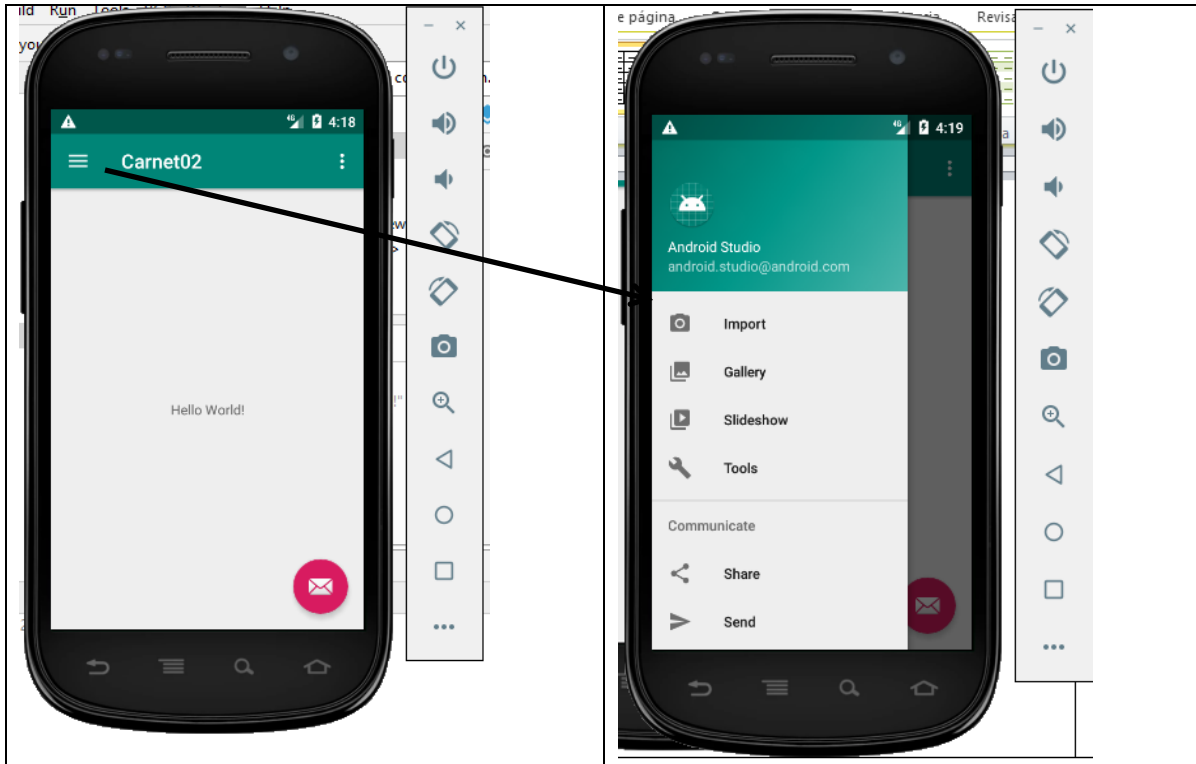 Run
4:18
Carnet02
Hello World!
e página
Revisa
4G
4:19
Android Studio
android.studio@android.com
Import
Gallery
Slideshow
Tools
Communicate
Share
Send